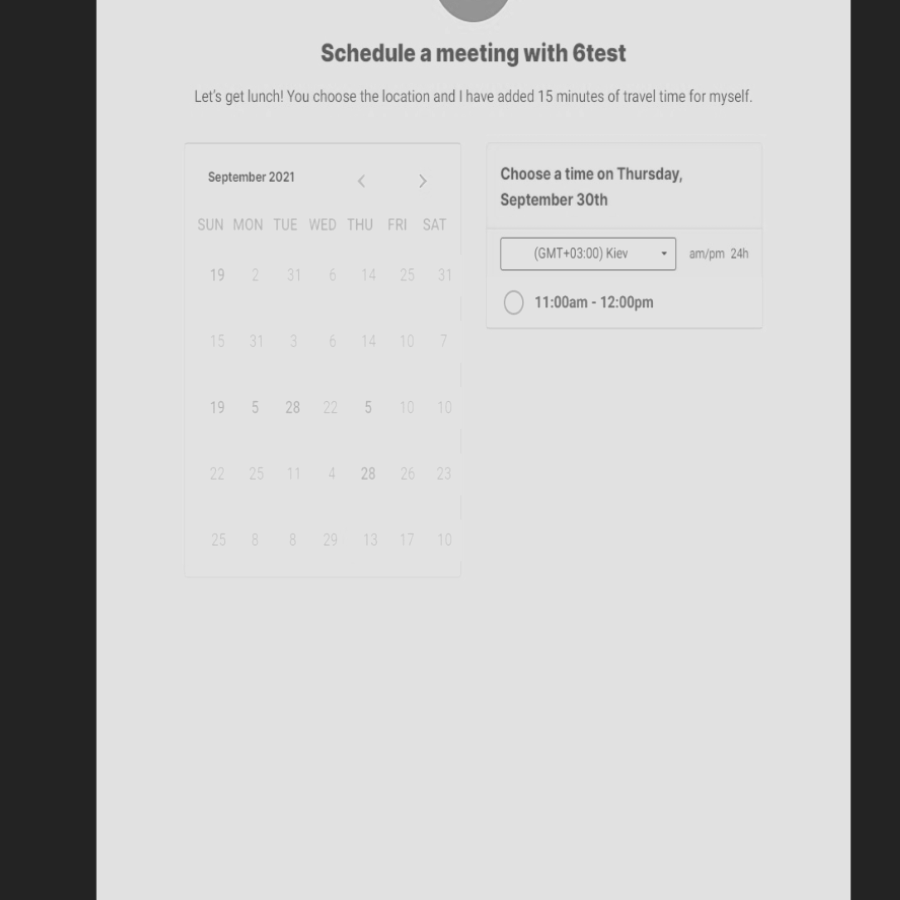 Schedule a meeting with 6test
Let's get lunch! You choose the location and I have added 15 minutes of travel time for myself.
September 2021
SUN MON TUE WED THU FRI SAT
19 2 31 6 14 25 31
15 31 3 6 14 10 7
19 5 28 22 5 10 10
22 25 11 4 28 26 23
25 8 8 29 13 17 10
Choose a time on Thursday,
September 30th
(GMT+03:00) Kiev am/pm 24h
11:00am - 12:00pm